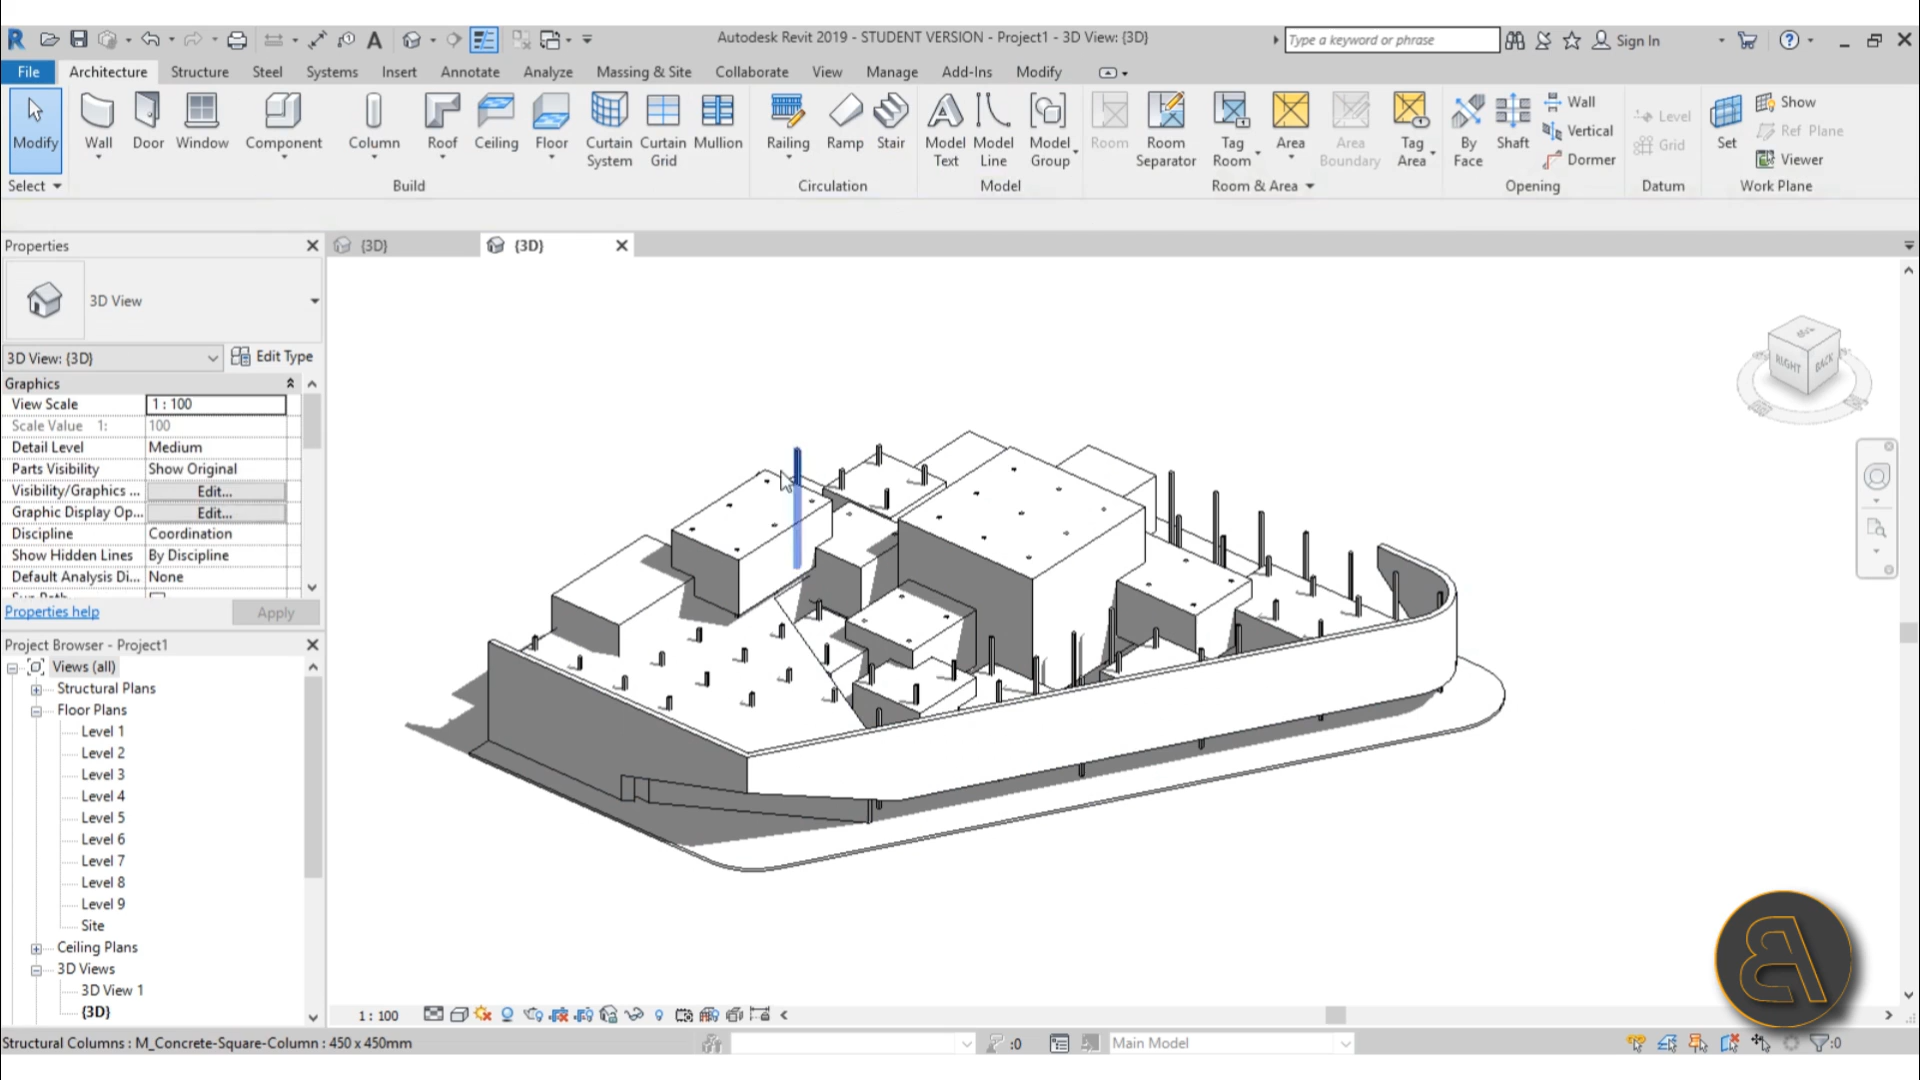 Autodesk Revit 2019 - STUDENT VERSION - Project1 - 3D View: {3D}
Type a keyword or phrase
Sign In
File
Architecture
Structure
Steel
Systems
Insert
Annotate
Analyze
Massing & Site
Collaborate
View
Manage
Add-Ins
Modify
Modify
Wall
Door
Window
Component
Column
Roof
Ceiling
Floor
Curtain System
Curtain Grid
Mullion
Railing
Ramp
Stair
Model Text
Model Line
Model Group
Room
Room Separator
Tag Room
Area
Area Boundary
Tag Area
By Face
Shaft
Wall
Vertical
Dormer
Level
Grid
Set
Show
Ref Plane
Viewer
Select
Build
Circulation
Model
Room & Area
Opening
Datum
Work Plane
Properties
{3D}
{3D}
3D View
3D View: {3D}
Edit Type
Graphics
View Scale
1 : 100
Scale Value 1:
100
Detail Level
Medium
Parts Visibility
Show Original
Visibility/Graphics ...
Edit...
Graphic Display Op...
Edit...
Discipline
Coordination
Show Hidden Lines
By Discipline
Default Analysis Di...
None
Properties help
Apply
Project Browser - Project1
Views (all)
Structural Plans
Floor Plans
Level 1
Level 2
Level 3
Level 4
Level 5
Level 6
Level 7
Level 8
Level 9
Site
Ceiling Plans
3D Views
3D View 1
{3D}
RIGHT
BACK
1 : 100
Structural Columns : M_Concrete-Square-Column : 450 x 450mm
:0
Main Model
:0